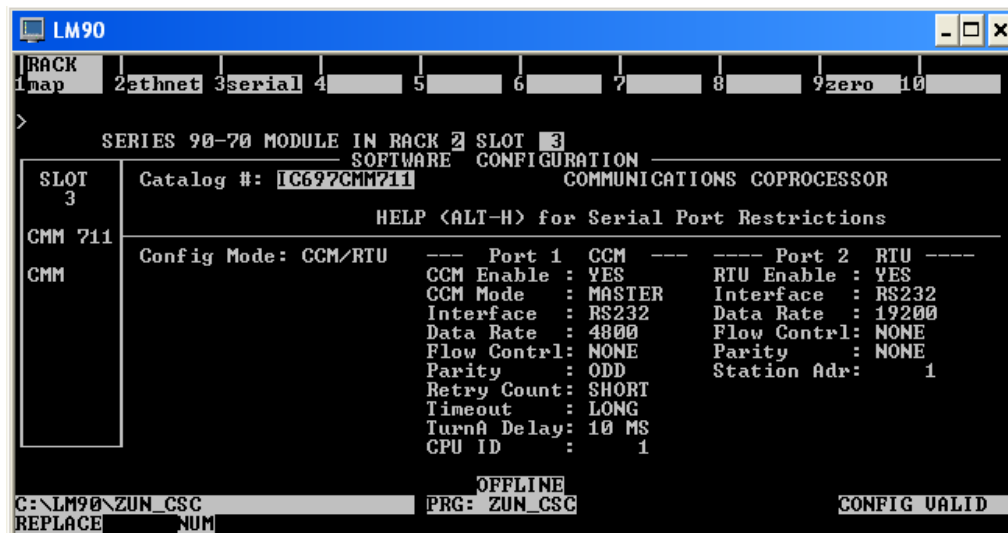 LM90
RACK
1map 2ethnet 3serial 4 5 6 7 8 9zero 10
>
SERIES 90-70 MODULE IN RACK 2 SLOT 3
SOFTWARE CONFIGURATION
SLOT Catalog #: IC697CMM711 COMMUNICATIONS COPROCESSOR
3
HELP (ALT-H) for Serial Port Restrictions
CMM 711
Config Mode: CCM/RTU --- Port 1 CCM --- ---- Port 2 RTU ----
CMM CCM Enable : YES RTU Enable : YES
CCM Mode : MASTER Interface : RS232
Interface : RS232 Data Rate : 19200
Data Rate : 4800 Flow Contrl: NONE
Flow Contrl: NONE Parity : NONE
Parity : ODD Station Adr: 1
Retry Count: SHORT
Timeout : LONG
TurnA Delay: 10 MS
CPU ID : 1
OFFLINE
C:\LM90\ZUN_CSC PRG: ZUN_CSC CONFIG VALID
REPLACE NUM